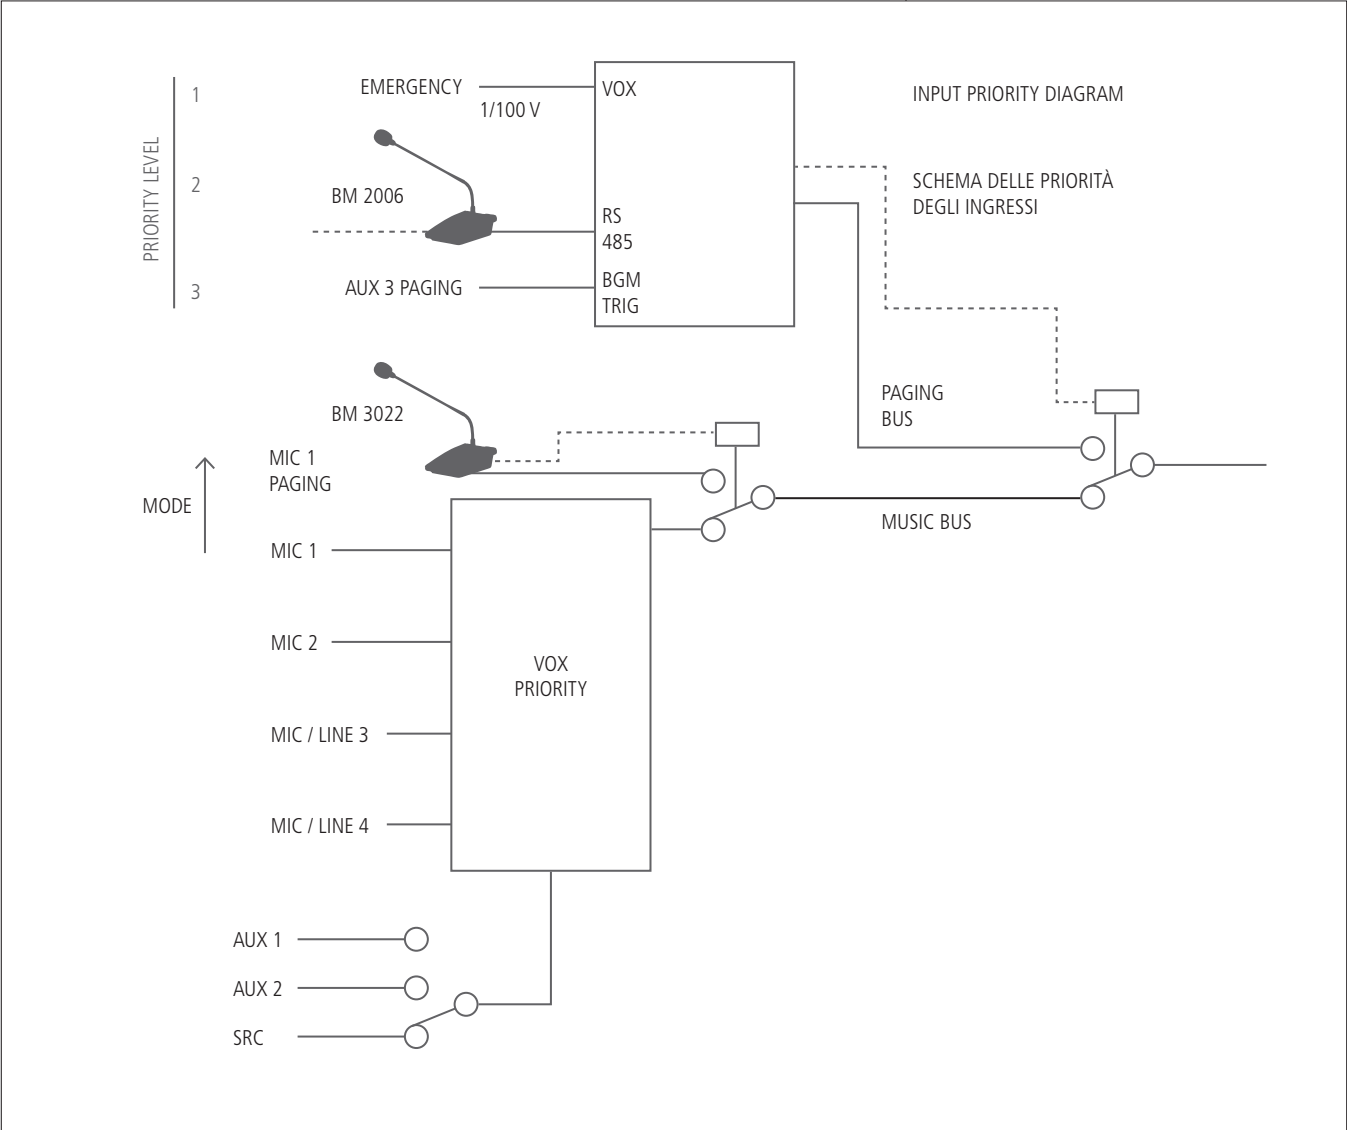 EMERGENCY
1/100 V
VOX
INPUT PRIORITY DIAGRAM
1
PRIORITY LEVEL
2
3
BM 2006
SCHEMA DELLE PRIORITÀ
DEGLI INGRESSI
RS
485
AUX 3 PAGING
BGM
TRIG
BM 3022
PAGING
BUS
MIC 1
PAGING
MODE
MUSIC BUS
MIC 1
MIC 2
VOX
PRIORITY
MIC / LINE 3
MIC / LINE 4
AUX 1
AUX 2
SRC